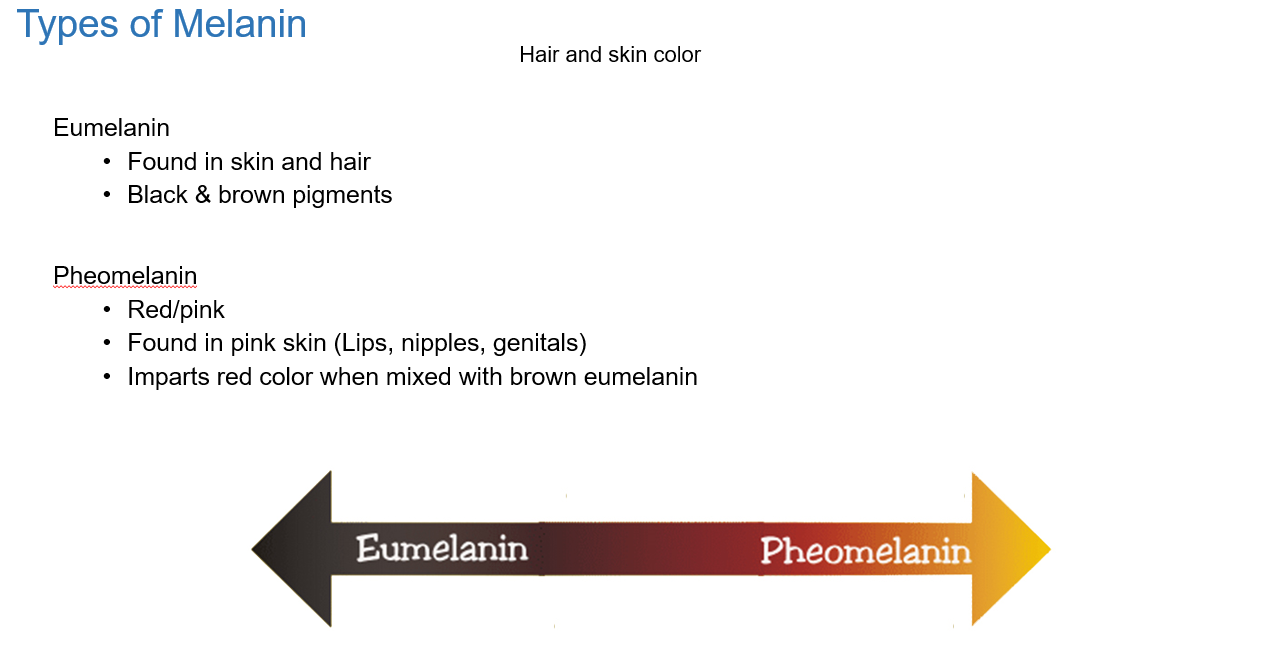 Types of Melanin
Hair and skin color
Eumelanin
• Found in skin and hair
• Black & brown pigments
Pheomelanin
• Red/pink
• Found in pink skin (Lips, nipples, genitals)
• Imparts red color when mixed with brown eumelanin
Eumelanin Pheomelanin